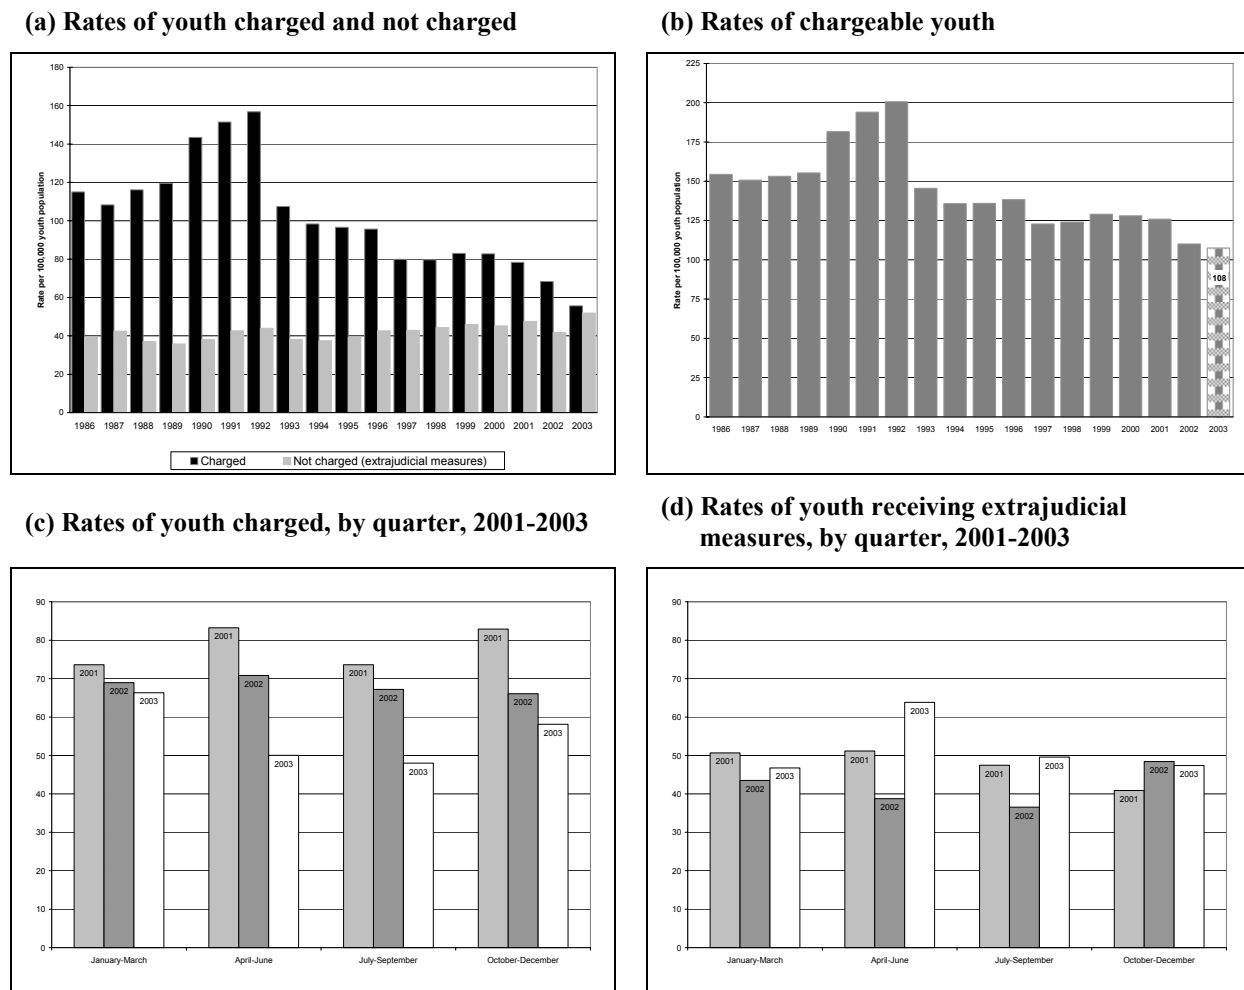 (a) Rates of youth charged and not charged
180
160
140
120
100
80
60
40
20
0
Rate per 100,000 youth population
1986 1987 1988 1989 1990 1991 1992 1993 1994 1995 1996 1997 1998 1999 2000 2001 2002 2003
Charged Not charged (extrajudicial measures)
(b) Rates of chargeable youth
225
200
175
150
125
100
75
50
25
0
Rate per 100,000 youth population
108
1986 1987 1988 1989 1990 1991 1992 1993 1994 1995 1996 1997 1998 1999 2000 2001 2002 2003
(c) Rates of youth charged, by quarter, 2001-2003
90
80
70
60
50
40
30
20
10
0
2001 2002 2003
2001 2002 2003
2001 2002 2003
2001 2002 2003
January-March April-June July-September October-December
(d) Rates of youth receiving extrajudicial
measures, by quarter, 2001-2003
90
80
70
60
50
40
30
20
10
0
2001 2002 2003
2001 2002 2003
2001 2002 2003
2001 2002 2003
January-March April-June July-September October-December